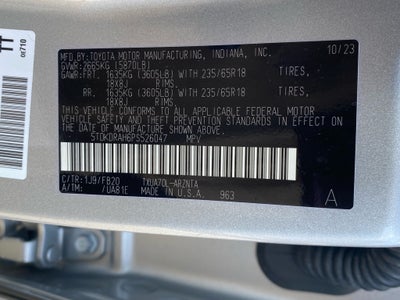 MFD.BY:TOYOTA MOTOR MANUFACTURING, INDIANA, INC. 10/23
GVWR:2665KG (5870LB)
GAWR:FRT. 1635KG (3605LB) WITH 235/65R18 TIRES,
18X8J RIMS,
RR. 1635KG (3605LB) WITH 235/65R18 TIRES,
18X8J RIMS,
THIS VEHICLE CONFORMS TO ALL APPLICABLE FEDERAL MOTOR
VEHICLE SAFETY AND
STANDARDS IN EFFECT ON THE DATE OF MANUFACTURE SHOWN ABOVE.
MPV
C/TR:1J9/FB20 TXUA70L-ARZNTA
A/TM: /UA81E MADE IN U.S.A. 963
A
TT
0E710